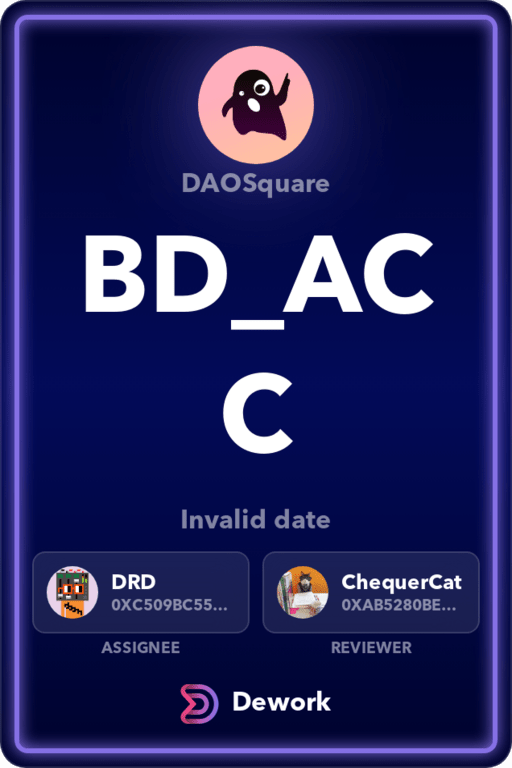 DAOSquare
BD_AC
C
Invalid date
DRD
0XC509BC55...
ASSIGNEE
ChequerCat
0XAB5280BE...
REVIEWER
Dework